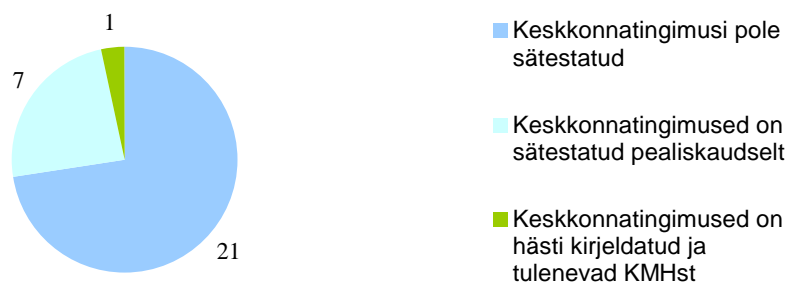 1
7
21
Keskkonnatingimusi pole
sätestatud
Keskkonnatingimused on
sätestatud pealiskaudselt
Keskkonnatingimused on
hästi kirjeldatud ja
tulenevad KMHst